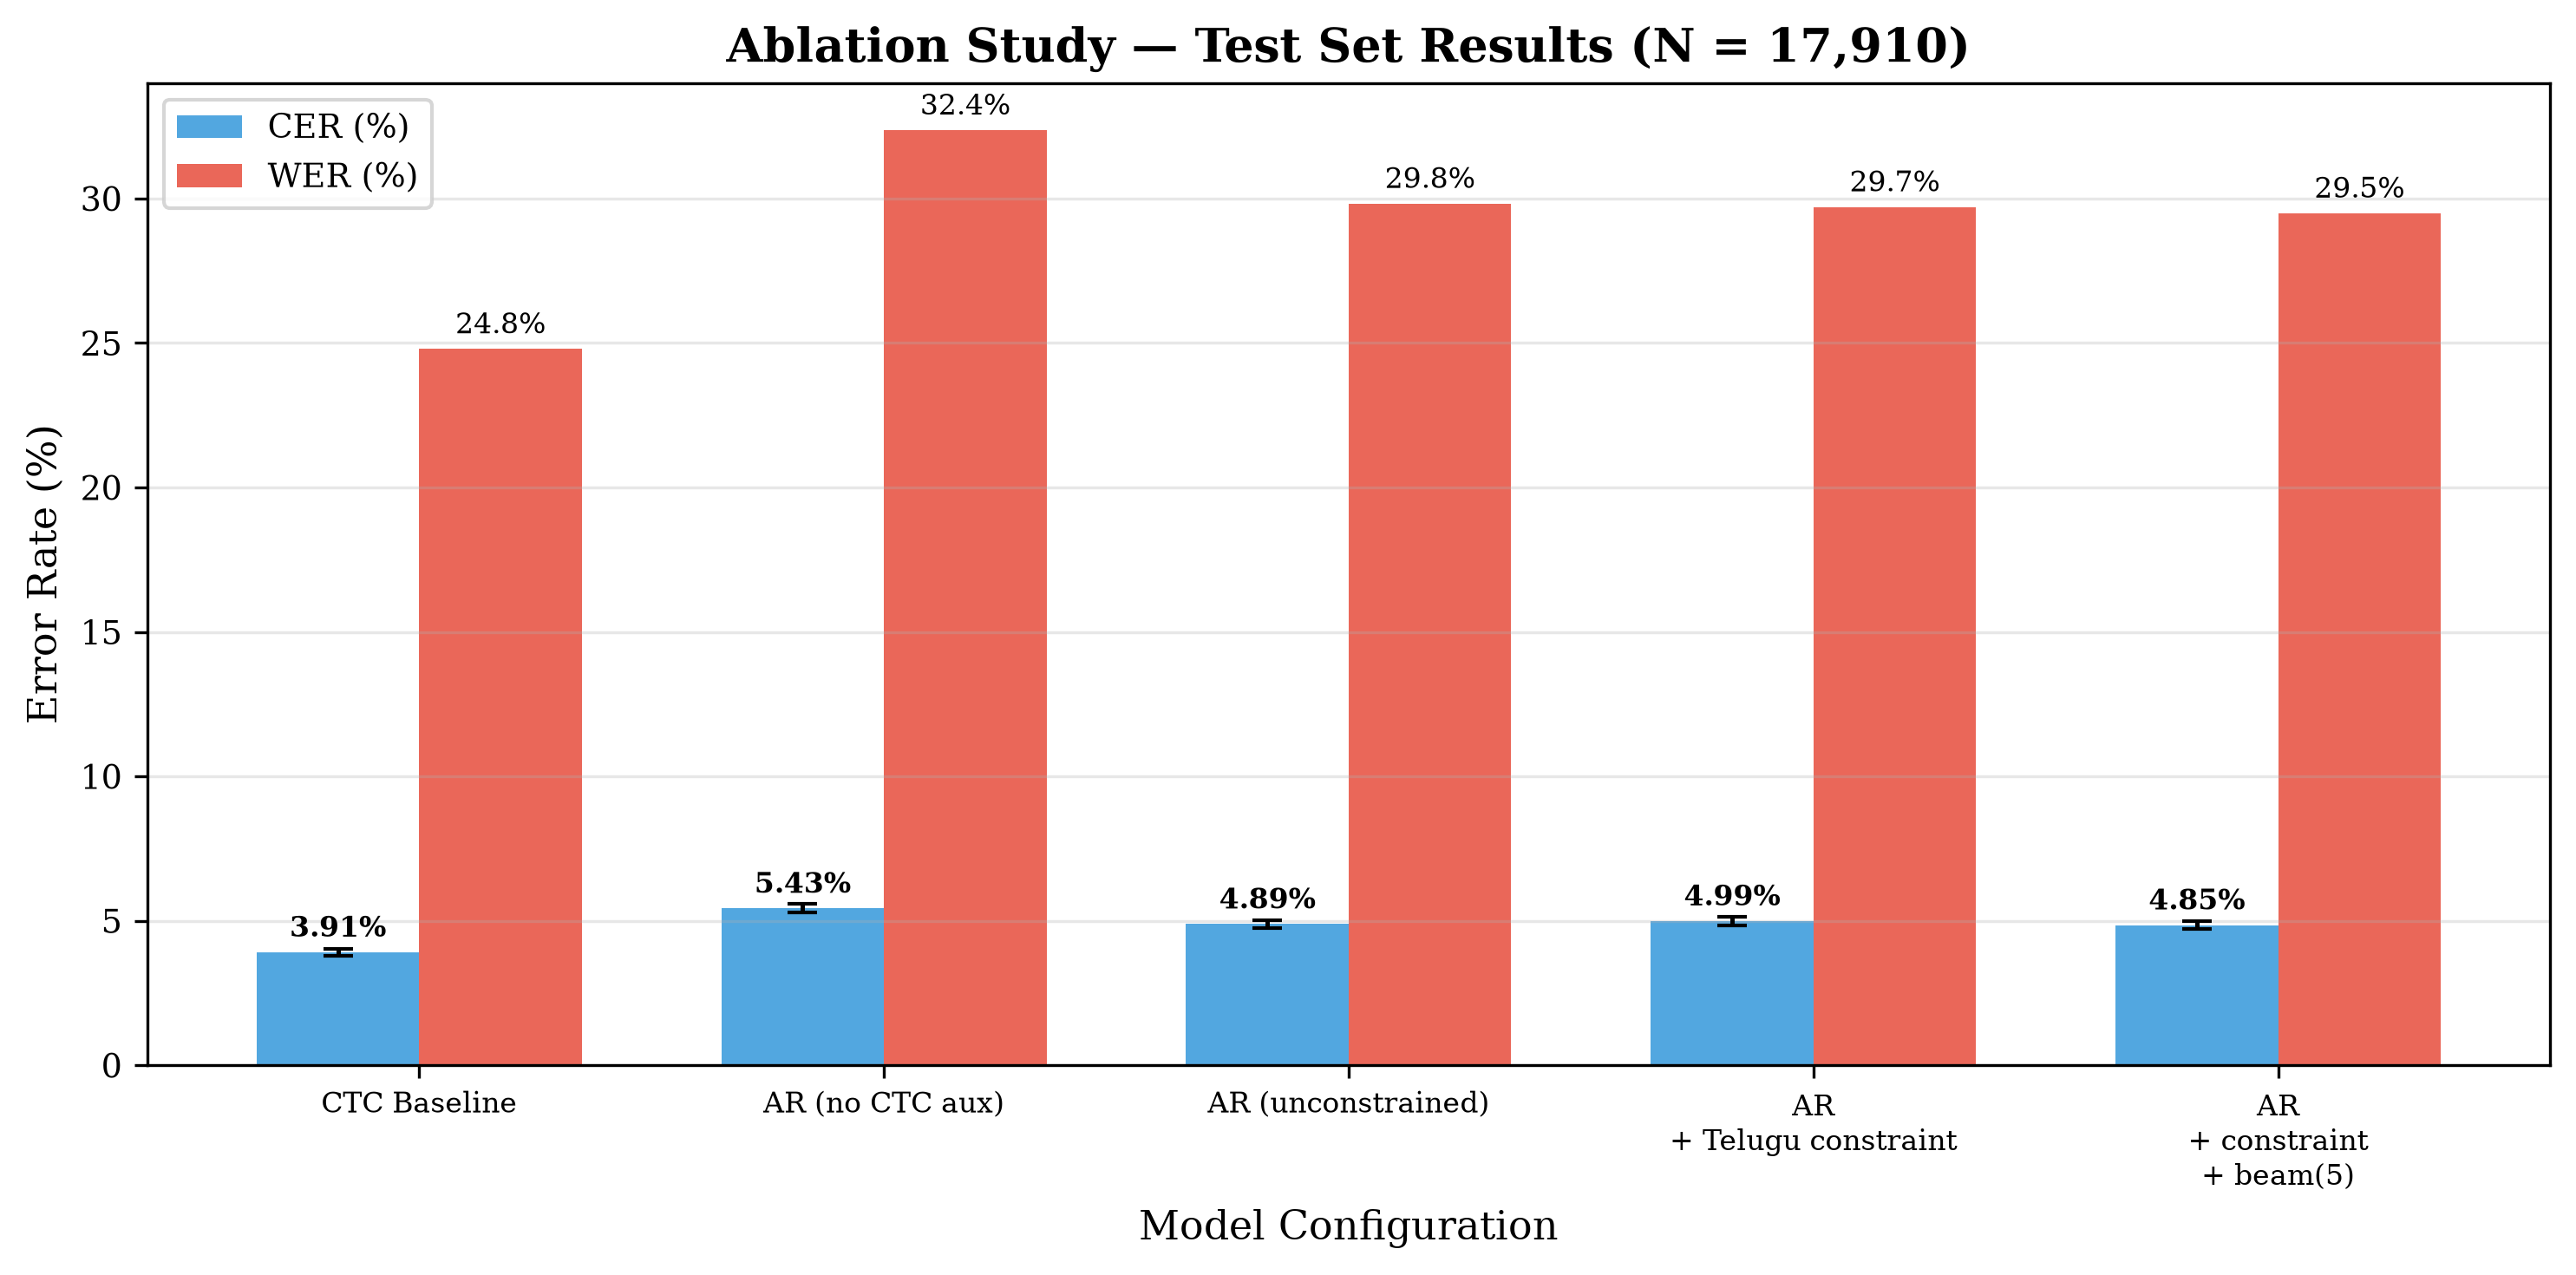 Ablation Study — Test Set Results (N = 17,910)
CER (%)
WER (%)
Error Rate (%)
30
25
20
15
10
5
0
3.91%
24.8%
5.43%
32.4%
4.89%
29.8%
4.99%
29.7%
4.85%
29.5%
CTC Baseline
AR (no CTC aux)
AR (unconstrained)
AR
+ Telugu constraint
AR
+ constraint
+ beam(5)
Model Configuration